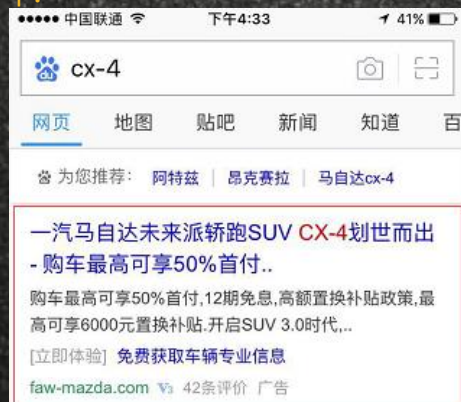 中国联通 下午4:33 41%
cx-4
网页 地图 贴吧 新闻 知道 百
为您推荐: 阿特兹 | 昂克赛拉 | 马自达cx-4
一汽马自达未来派轿跑SUV CX-4划世而出
- 购车最高可享50%首付..
购车最高可享50%首付,12期免息,高额置换补贴政策,最
高可享6000元置换补贴.开启SUV 3.0时代,..
[立即体验] 免费获取车辆专业信息
faw-mazda.com V3 42条评价 广告